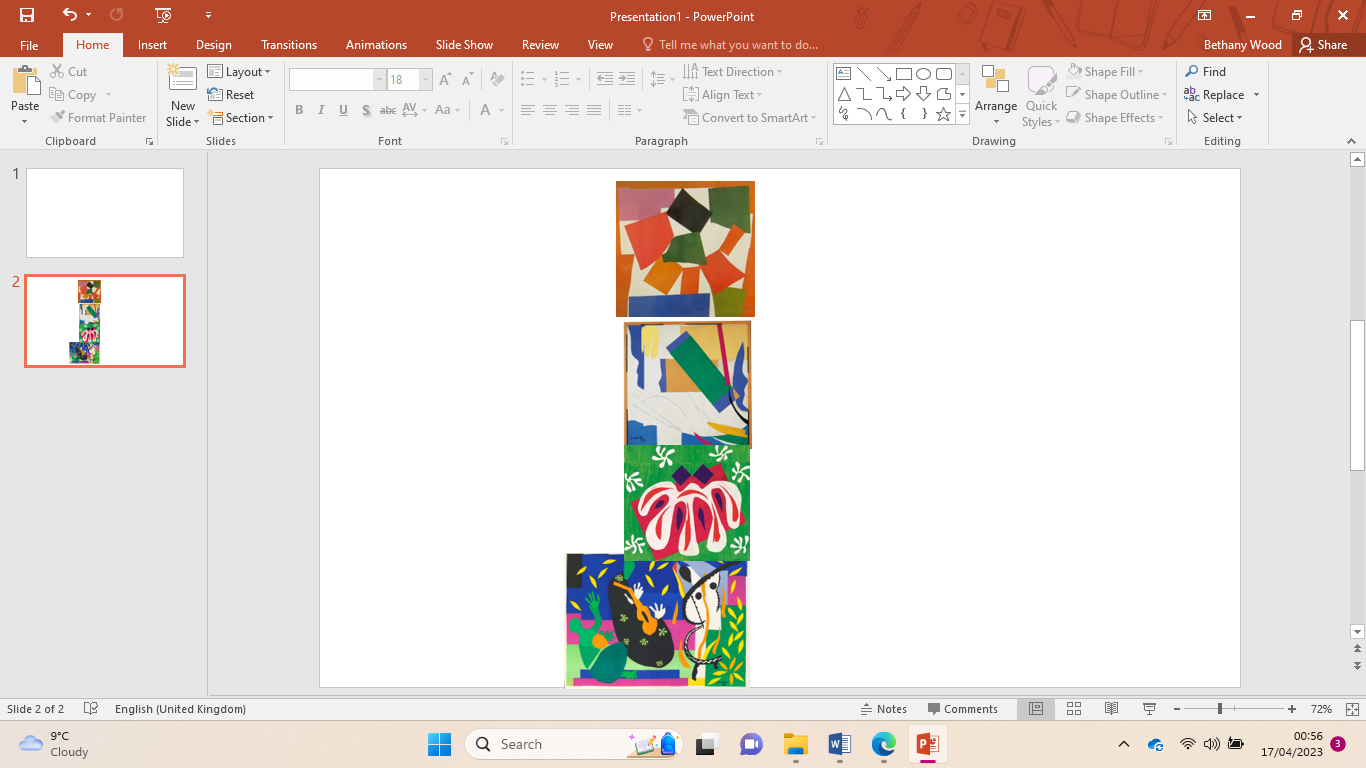 Presentation1 - PowerPoint
File Home Insert Design Transitions Animations Slide Show Review View Tell me what you want to do... Bethany Wood Share
Paste
Cut
Copy
Format Painter
Clipboard
New
Slide
Layout
Reset
Section
Slides
18
B I U S abc AV Aa A
Font
Text Direction
Align Text
Convert to SmartArt
Paragraph
Arrange
Quick
Styles
Shape Fill
Shape Outline
Shape Effects
Drawing
Find
Replace
Select
Editing
1
2
Slide 2 of 2 English (United Kingdom) Notes Comments 72%
9°C
Cloudy
Search
00:56
17/04/2023
3